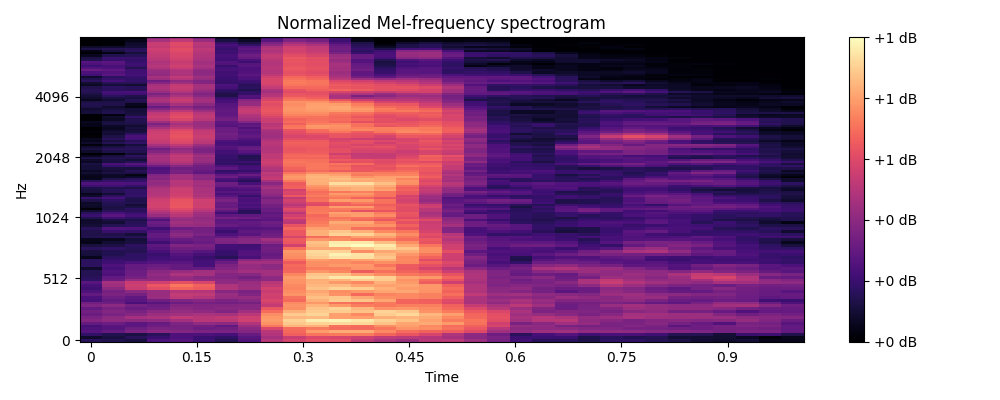 Normalized Mel-frequency spectrogram
Hz
4096
2048
1024
512
0
0 0.15 0.3 0.45 0.6 0.75 0.9
Time
+1 dB
+1 dB
+1 dB
+0 dB
+0 dB
+0 dB